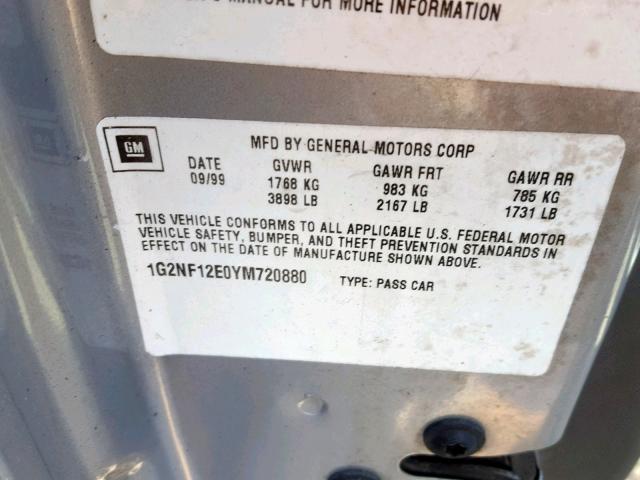 MANUAL FOR MORE INFORMATION
GM
MFD BY GENERAL MOTORS CORP
DATE GVWR GAWR FRT GAWR RR
09/99 1768 KG 983 KG 785 KG
3898 LB 2167 LB 1731 LB
THIS VEHICLE CONFORMS TO ALL APPLICABLE U.S. FEDERAL MOTOR
VEHICLE SAFETY, BUMPER, AND THEFT PREVENTION STANDARDS IN
EFFECT ON THE DATE OF MANUFACTURE SHOWN ABOVE.
1G2NF12E0YM720880 TYPE: PASS CAR